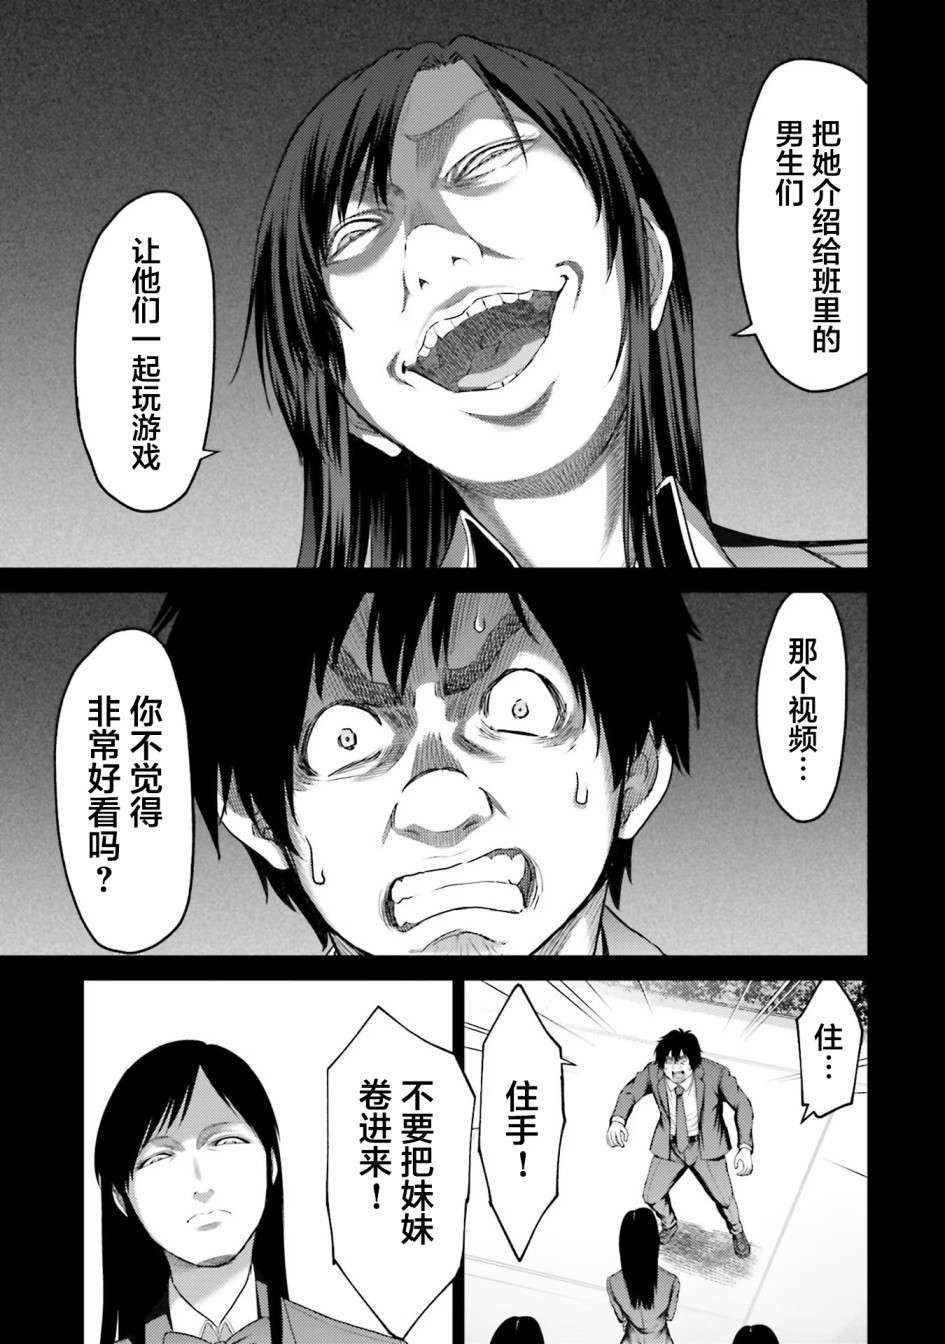 把她介绍给班里的
男生们
让他们一起玩游戏
那个视频…
你不觉得
非常好看吗？
住…
住手！
不要把妹妹
卷进来！